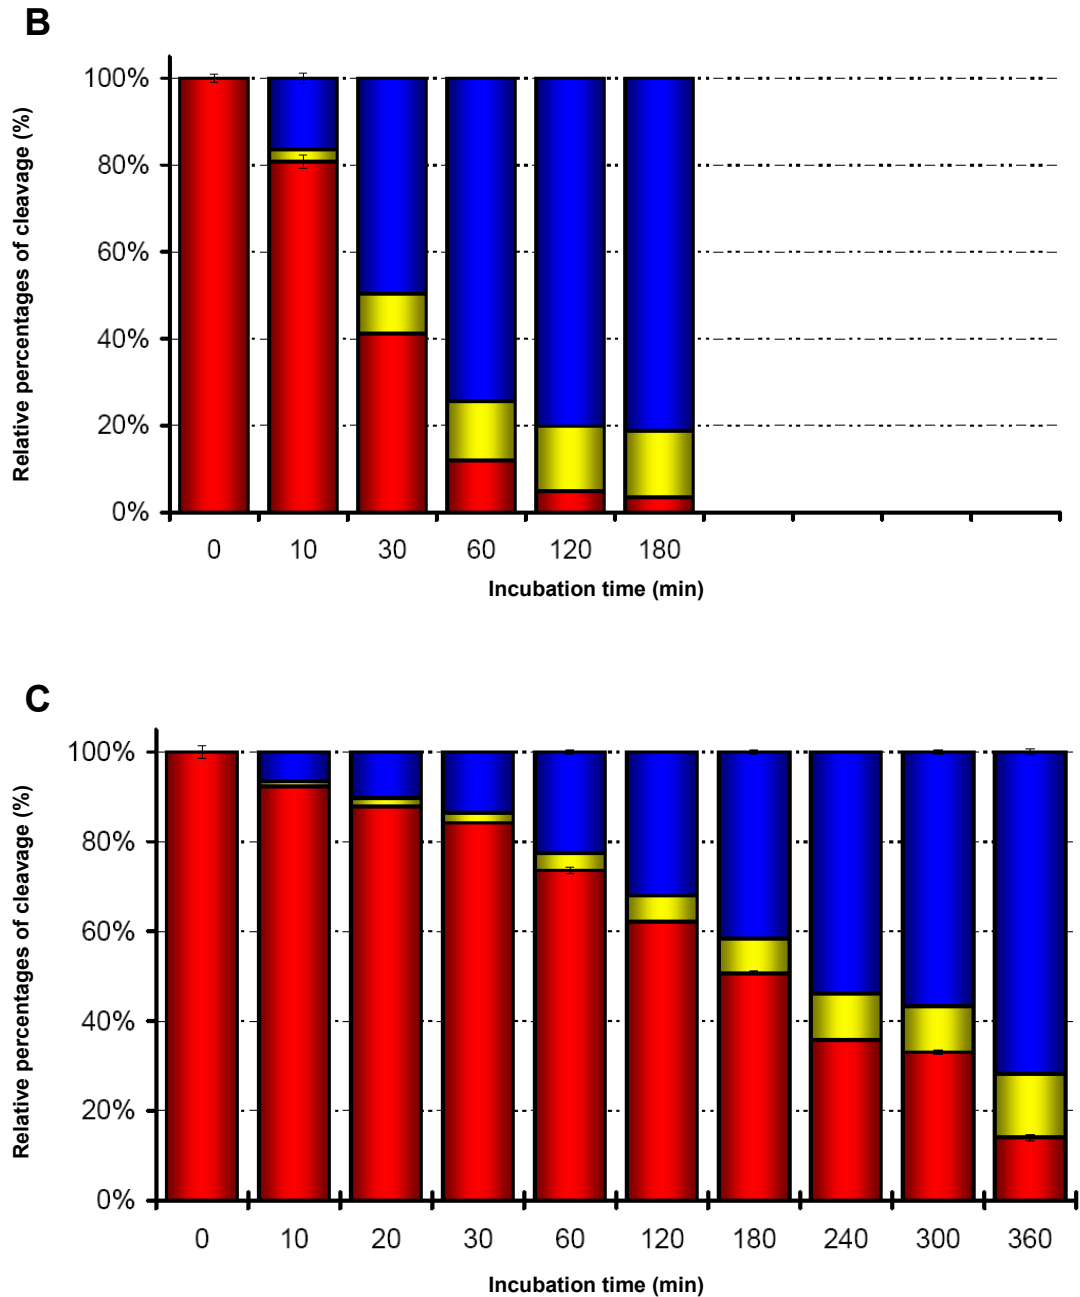 B
Relative percentages of cleavage (%)
100%
80%
60%
40%
20%
0%
0 10 30 60 120 180
Incubation time (min)
C
Relative percentages of cleavage (%)
100%
80%
60%
40%
20%
0%
0 10 20 30 60 120 180 240 300 360
Incubation time (min)